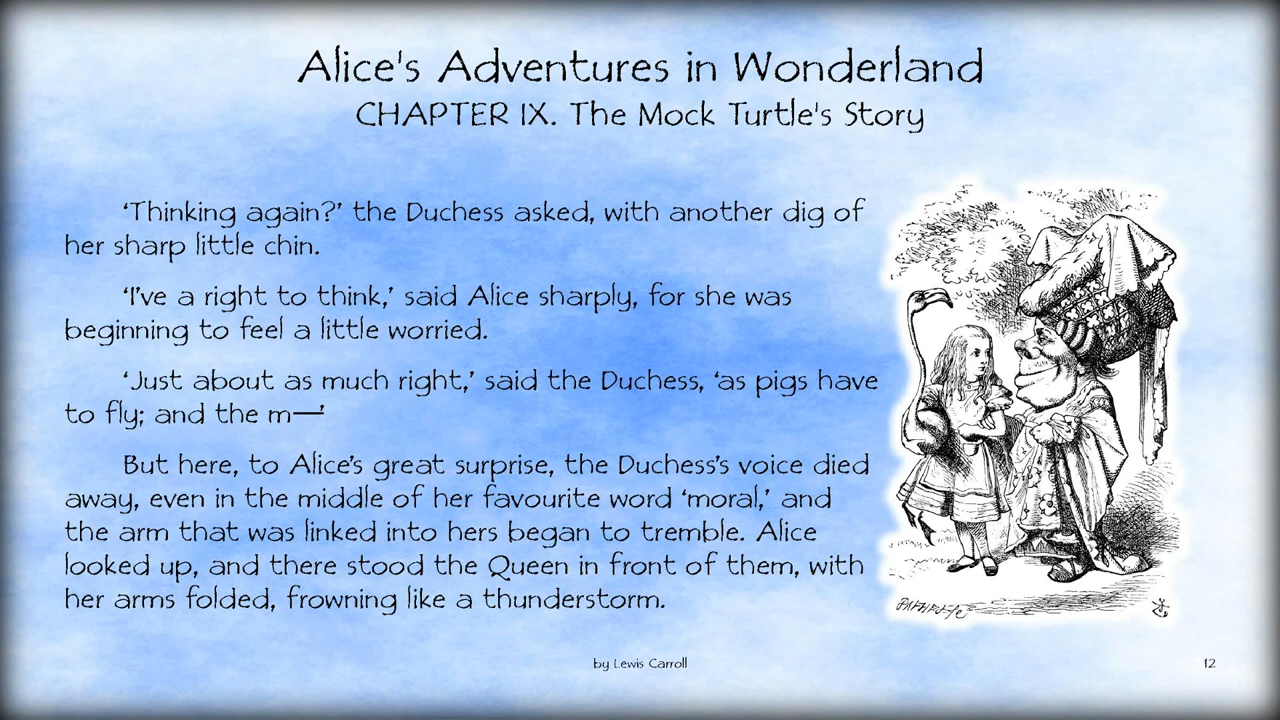 Alice's Adventures in Wonderland
CHAPTER IX. The Mock Turtle's Story
‘Thinking again?’ the Duchess asked, with another dig of
her sharp little chin.
‘I’ve a right to think,’ said Alice sharply, for she was
beginning to feel a little worried.
‘Just about as much right,’ said the Duchess, ‘as pigs have
to fly; and the m—’
But here, to Alice’s great surprise, the Duchess’s voice died
away, even in the middle of her favourite word ‘moral,’ and
the arm that was linked into hers began to tremble. Alice
looked up, and there stood the Queen in front of them, with
her arms folded, frowning like a thunderstorm.
by Lewis Carroll
12